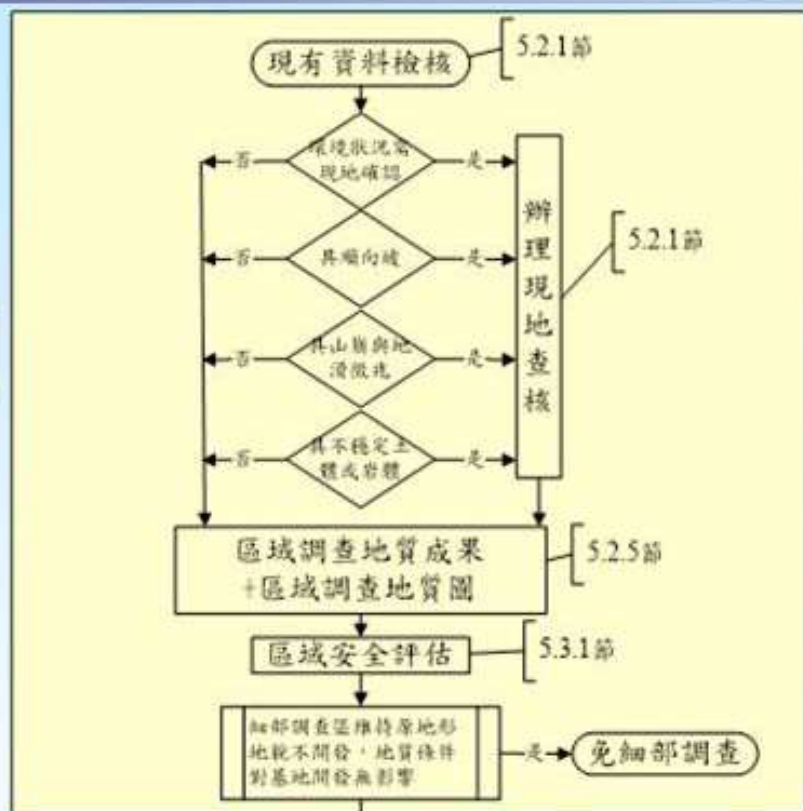 現有資料檢核
5.2.1節
環境狀況需
現地確認
否
是
具順向坡
否
是
具山崩與地
滑徵兆
否
是
具不穩定土
體或岩體
否
是
辦理現地查核
5.2.1節
區域調查地質成果
+區域調查地質圖
5.2.5節
區域安全評估
5.3.1節
細部調查區維持原地形
地貌不開發，地質條件
對基地開發無影響
是
免細部調查